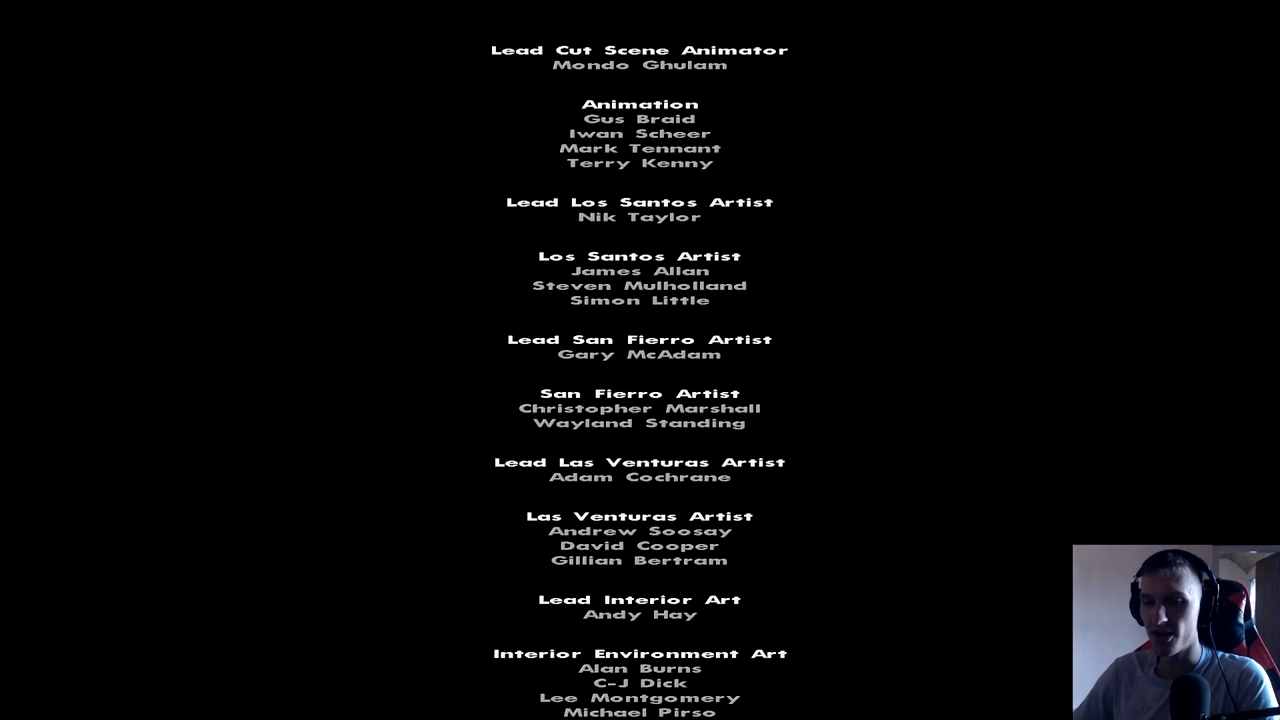 Lead Cut Scene Animator
Mondo Ghulam
Animation
Gus Braid
Iwan Scheer
Mark Tennant
Terry Kenny
Lead Los Santos Artist
Nik Taylor
Los Santos Artist
James Allan
Steven Mulholland
Simon Little
Lead San Fierro Artist
Gary McAdam
San Fierro Artist
Christopher Marshall
Wayland Standing
Lead Las Venturas Artist
Adam Cochrane
Las Venturas Artist
Andrew Soosay
David Cooper
Gillian Bertram
Lead Interior Art
Andy Hay
Interior Environment Art
Alan Burns
C-J Dick
Lee Montgomery
Michael Pirso